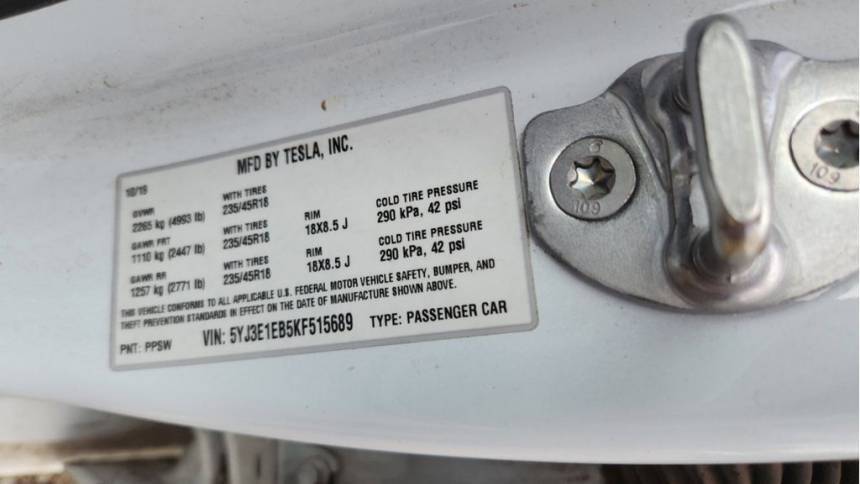 MFD BY TESLA, INC.
10/19
GVWR
2265 kg (4993 lb)
WITH TIRES
235/45R18
RIM
18X8.5 J
COLD TIRE PRESSURE
290 kPa, 42 psi
GAWR FRT
1110 kg (2447 lb)
WITH TIRES
235/45R18
RIM
18X8.5 J
COLD TIRE PRESSURE
290 kPa, 42 psi
GAWR RR
1257 kg (2771 lb)
WITH TIRES
235/45R18
THIS VEHICLE CONFORMS TO ALL APPLICABLE U.S. FEDERAL MOTOR VEHICLE SAFETY, BUMPER, AND
THEFT PREVENTION STANDARDS IN EFFECT ON THE DATE OF MANUFACTURE SHOWN ABOVE.
PNT: PPSW VIN: 5YJ3E1EB5KF515689 TYPE: PASSENGER CAR
109
109